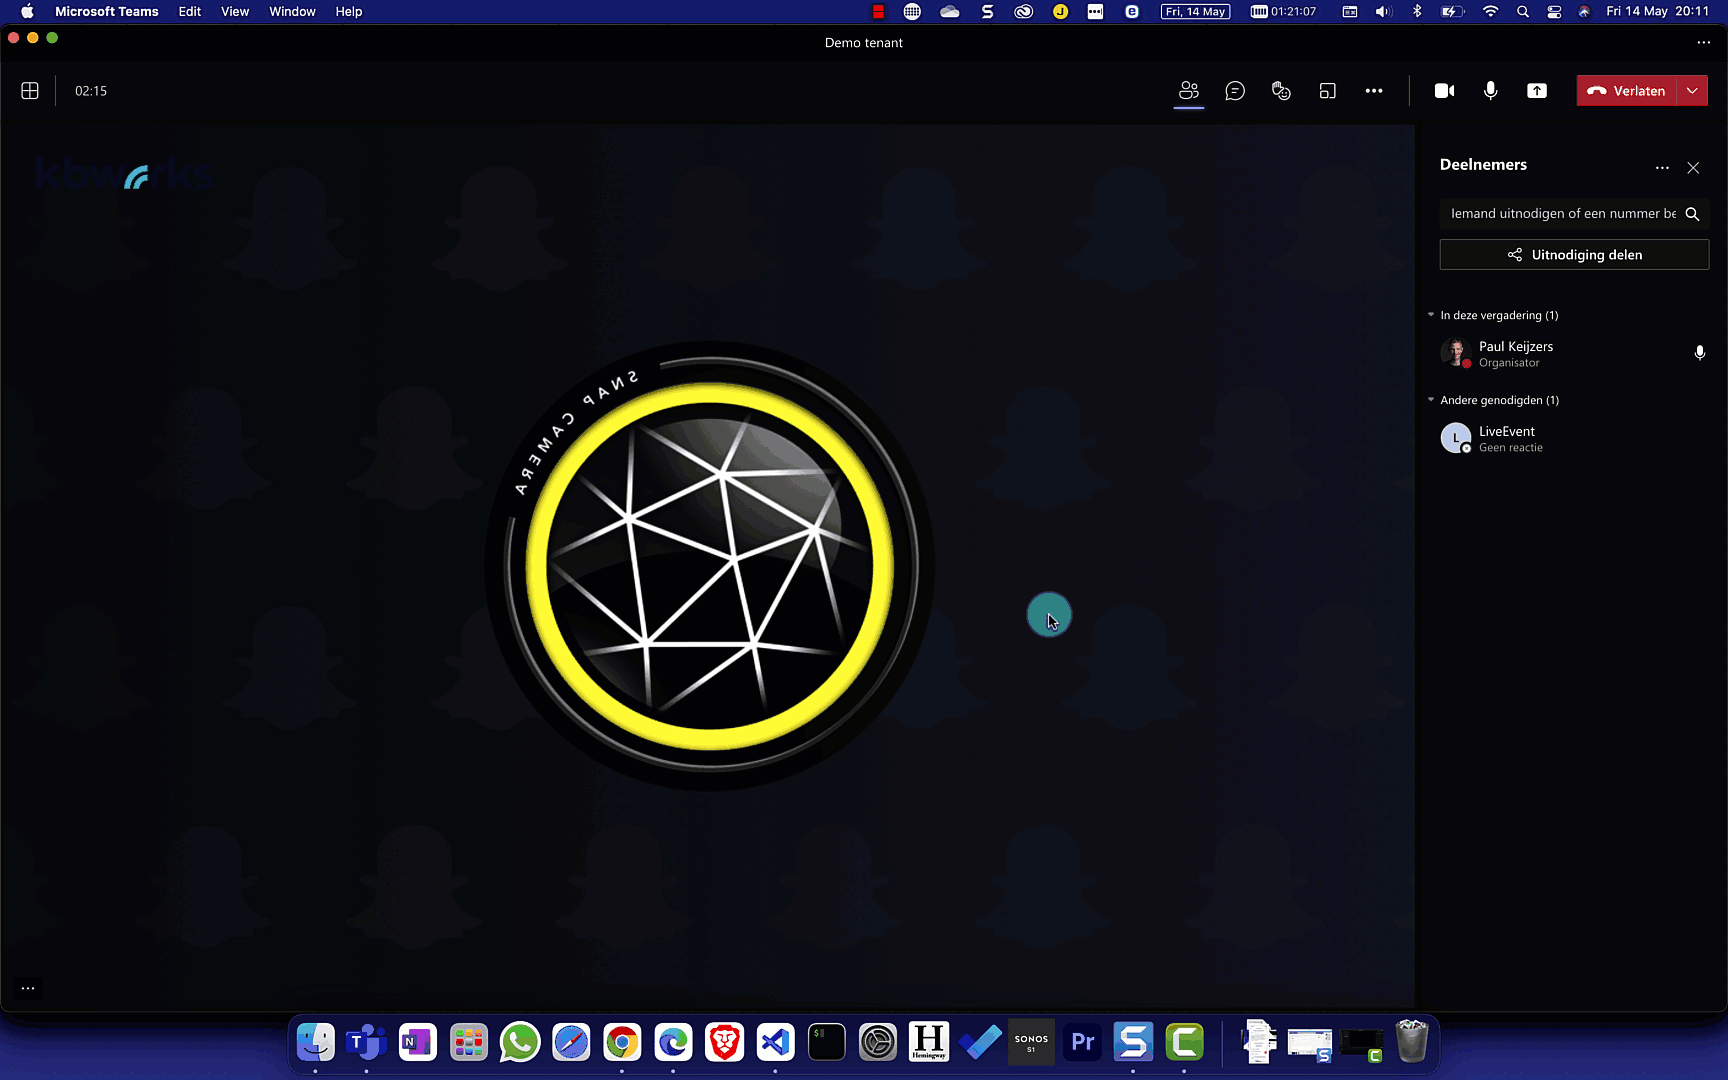 Microsoft Teams Edit View Window Help
S J e Fri, 14 May 01:21:07 Fri 14 May 20:11
Demo tenant
02:15
Verlaten
kbworks
SNAP CAMERA
Deelnemers
Iemand uitnodigen of een nummer be
Uitnodiging delen
In deze vergadering (1)
Paul Keijzers
Organisator
Andere genodigden (1)
L
LiveEvent
Geen reactie
T N $ H Hemingway SONOS S1 Pr S C S C